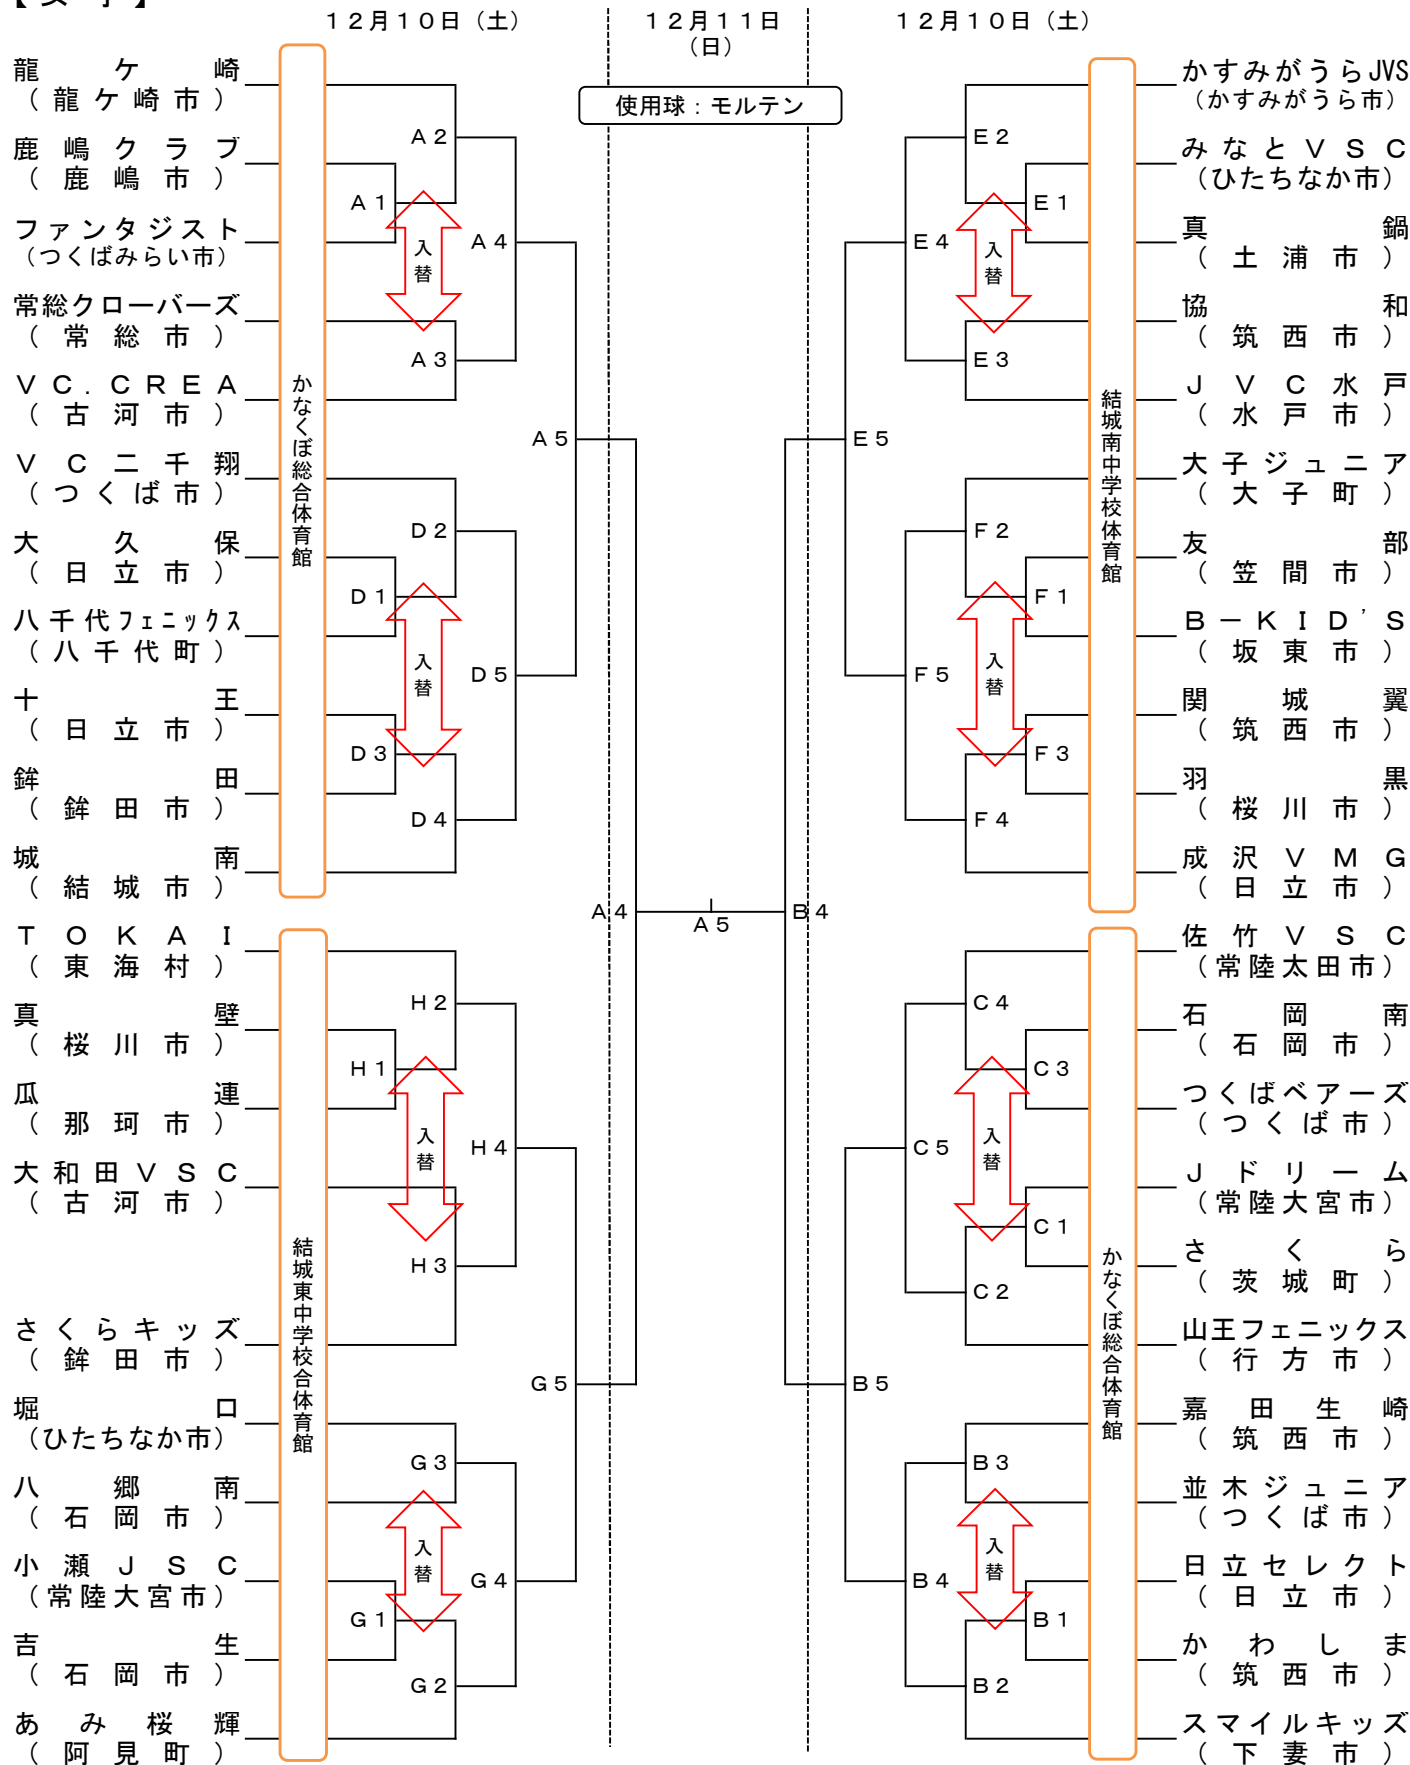 １２月１０日（土）
１２月１１日
（日）
１２月１０日（土）
使用球：モルテン
龍ケ崎
（龍ケ崎市）
鹿嶋クラブ
（鹿嶋市）
ファンタジスト
（つくばみらい市）
常総クローバーズ
（常総市）
ＶＣ.ＣＲＥＡ
（古河市）
ＶＣ二千翔
（つくば市）
大久保
（日立市）
八千代フェニックス
（八千代町）
十王
（日立市）
鉾田
（鉾田市）
城南
（結城市）
ＴＯＫＡＩ
（東海村）
真壁
（桜川市）
瓜連
（那珂市）
大和田ＶＳＣ
（古河市）
さくらキッズ
（鉾田市）
堀口
（ひたちなか市）
八郷南
（石岡市）
小瀬ＪＳＣ
（常陸大宮市）
吉生
（石岡市）
あみ桜輝
（阿見町）
かなくぼ総合体育館
結城東中学校合体育館
Ａ２
Ａ１
入替
Ａ４
Ａ３
Ａ５
Ｄ２
Ｄ１
入替
Ｄ５
Ｄ３
Ｄ４
Ａ４
Ａ５
Ｂ４
Ｈ２
Ｈ１
入替
Ｈ４
Ｈ３
Ｇ５
Ｇ３
入替
Ｇ４
Ｇ１
Ｇ２
Ｅ２
Ｅ１
Ｅ４
入替
Ｅ３
Ｅ５
Ｆ２
Ｆ１
Ｆ５
入替
Ｆ３
Ｆ４
Ｃ４
Ｃ３
Ｃ５
入替
Ｃ１
Ｃ２
Ｂ５
Ｂ３
入替
Ｂ４
Ｂ１
Ｂ２
結城南中学校体育館
かなくぼ総合体育館
かすみがうらJVS
（かすみがうら市）
みなとＶＳＣ
（ひたちなか市）
真鍋
（土浦市）
協和
（筑西市）
ＪＶＣ水戸
（水戸市）
大子ジュニア
（大子町）
友部
（笠間市）
Ｂ－ＫＩＤ'Ｓ
（坂東市）
関城翼
（筑西市）
羽黒
（桜川市）
成沢ＶＭＧ
（日立市）
佐竹ＶＳＣ
（常陸太田市）
石岡南
（石岡市）
つくばベアーズ
（つくば市）
Ｊドリーム
（常陸大宮市）
さくら
（茨城町）
山王フェニックス
（行方市）
嘉田生崎
（筑西市）
並木ジュニア
（つくば市）
日立セレクト
（日立市）
かわしま
（筑西市）
スマイルキッズ
（下妻市）